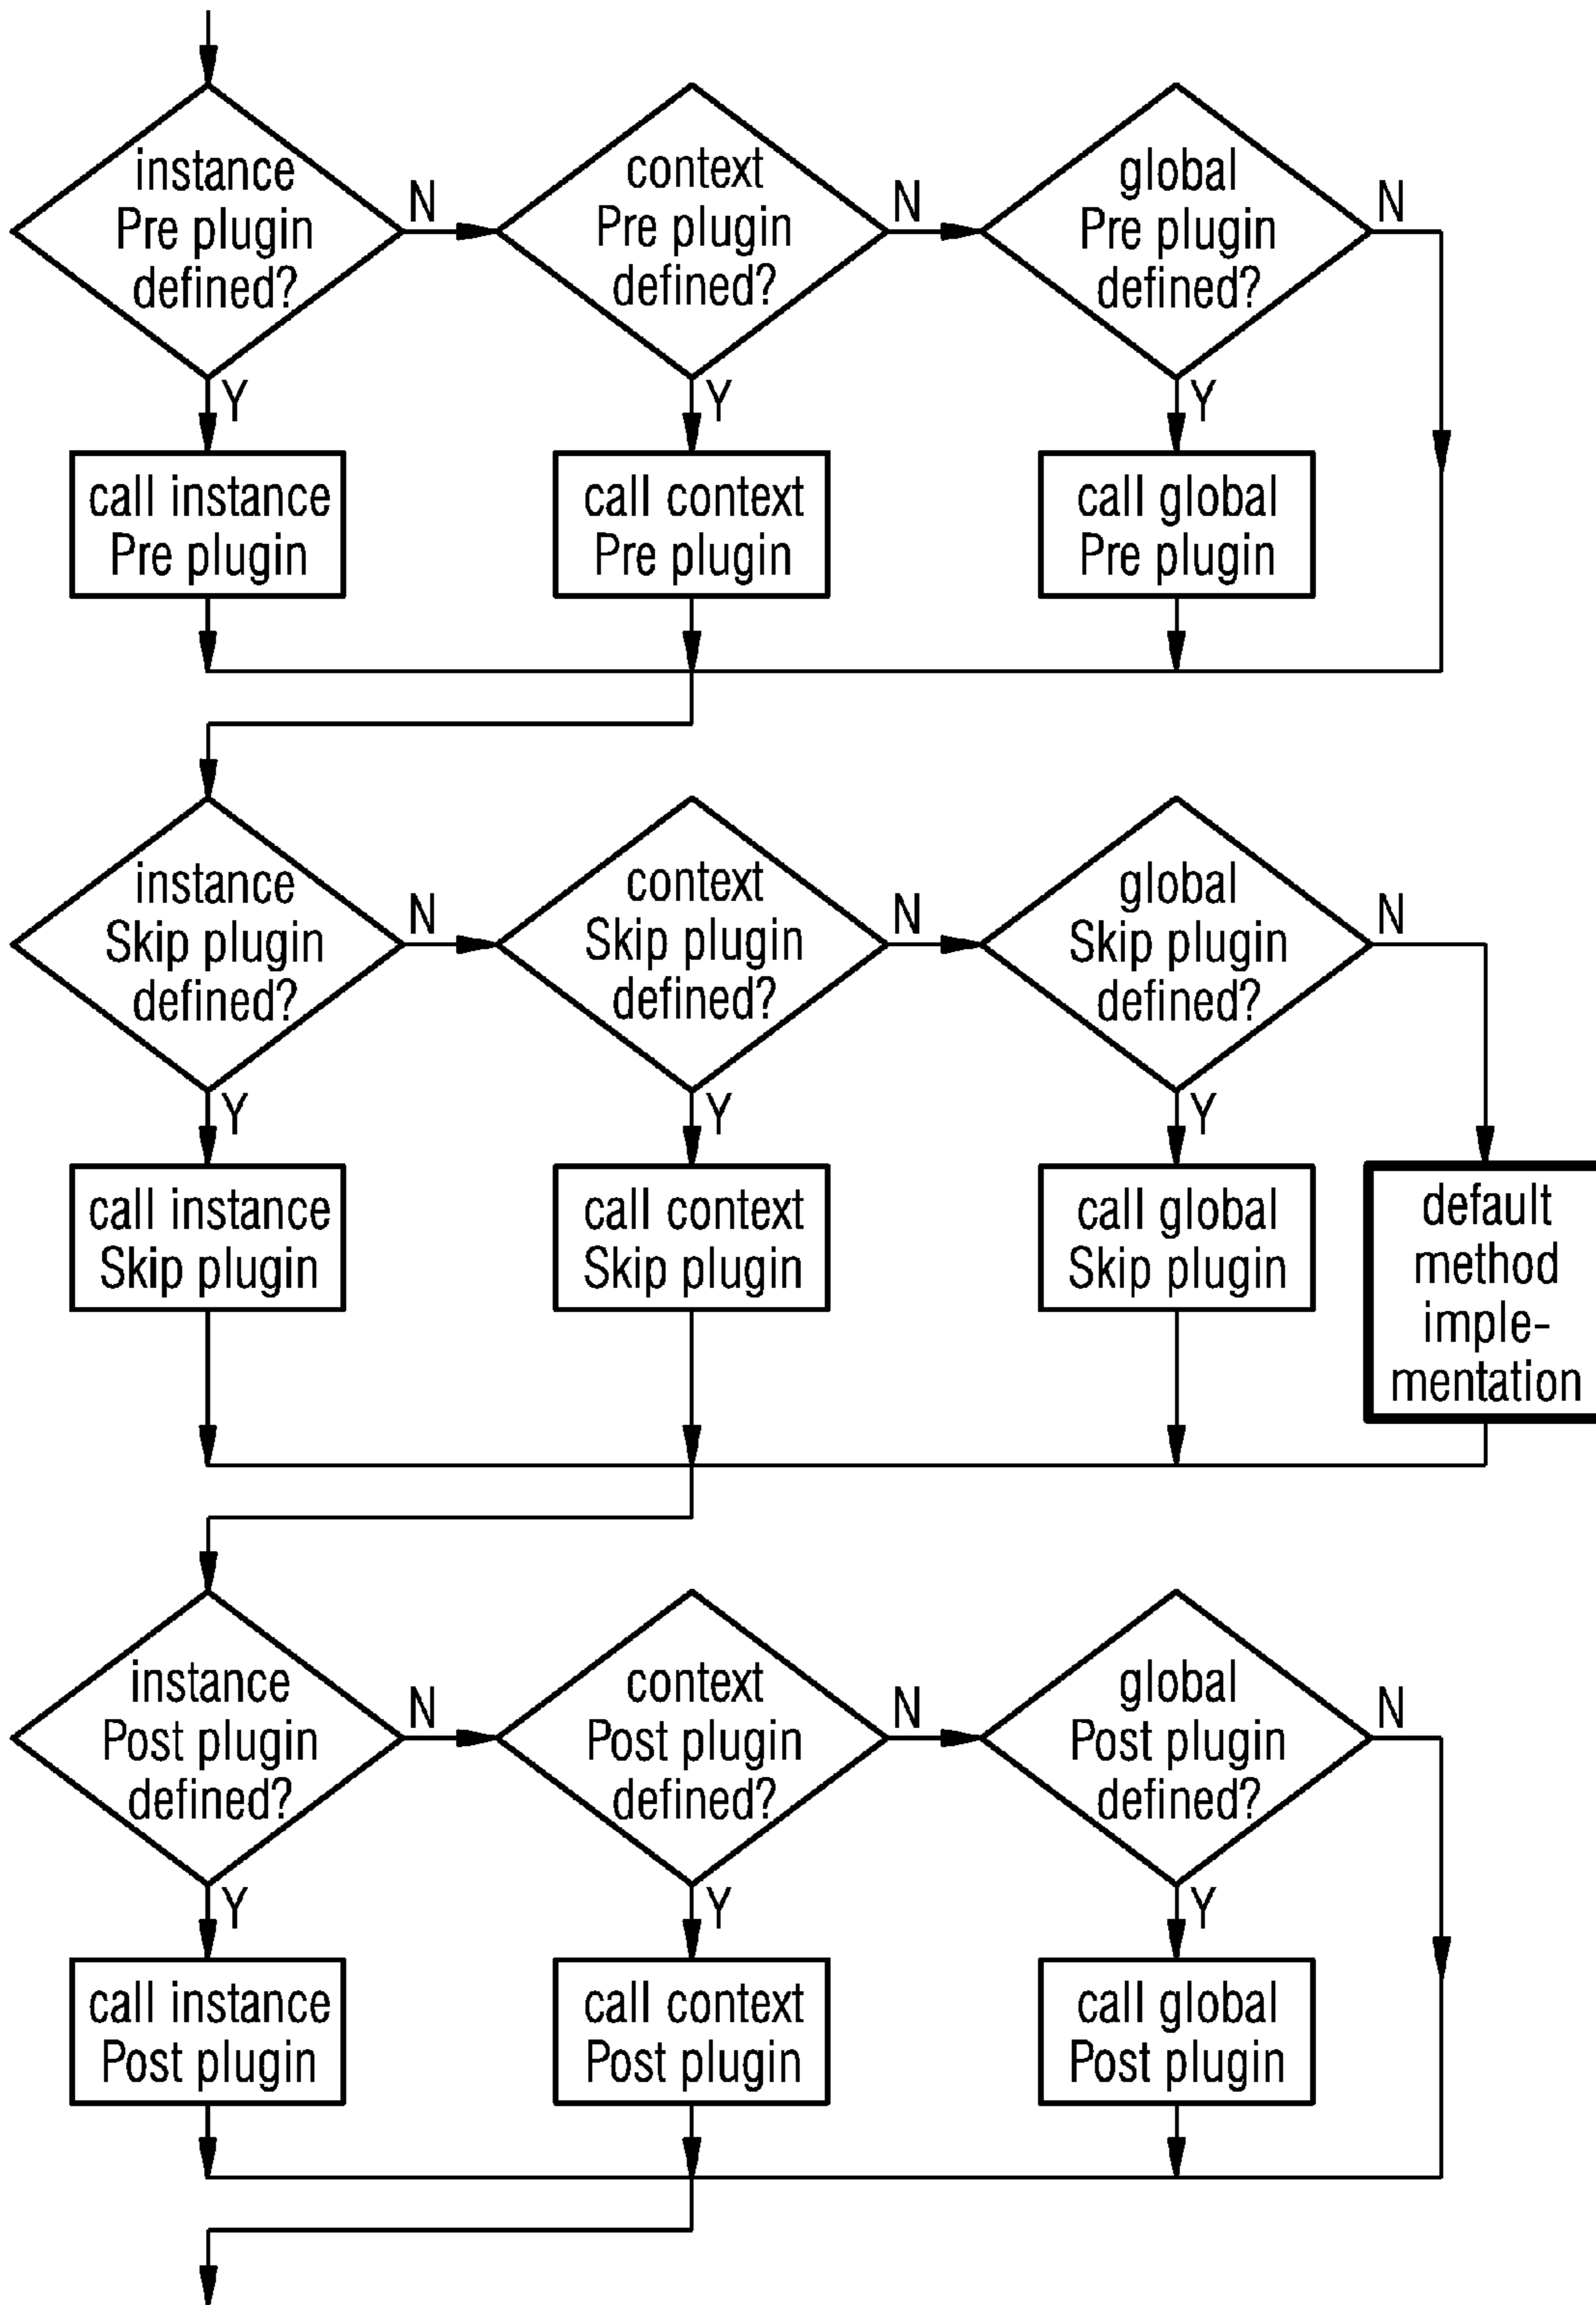 instance
Pre plugin
defined?
N
context
Pre plugin
defined?
N
global
Pre plugin
defined?
N
Y
Y
Y
call instance
Pre plugin
call context
Pre plugin
call global
Pre plugin
instance
Skip plugin
defined?
N
context
Skip plugin
defined?
N
global
Skip plugin
defined?
N
Y
Y
Y
call instance
Skip plugin
call context
Skip plugin
call global
Skip plugin
default
method
imple-
mentation
instance
Post plugin
defined?
N
context
Post plugin
defined?
N
global
Post plugin
defined?
N
Y
Y
Y
call instance
Post plugin
call context
Post plugin
call global
Post plugin